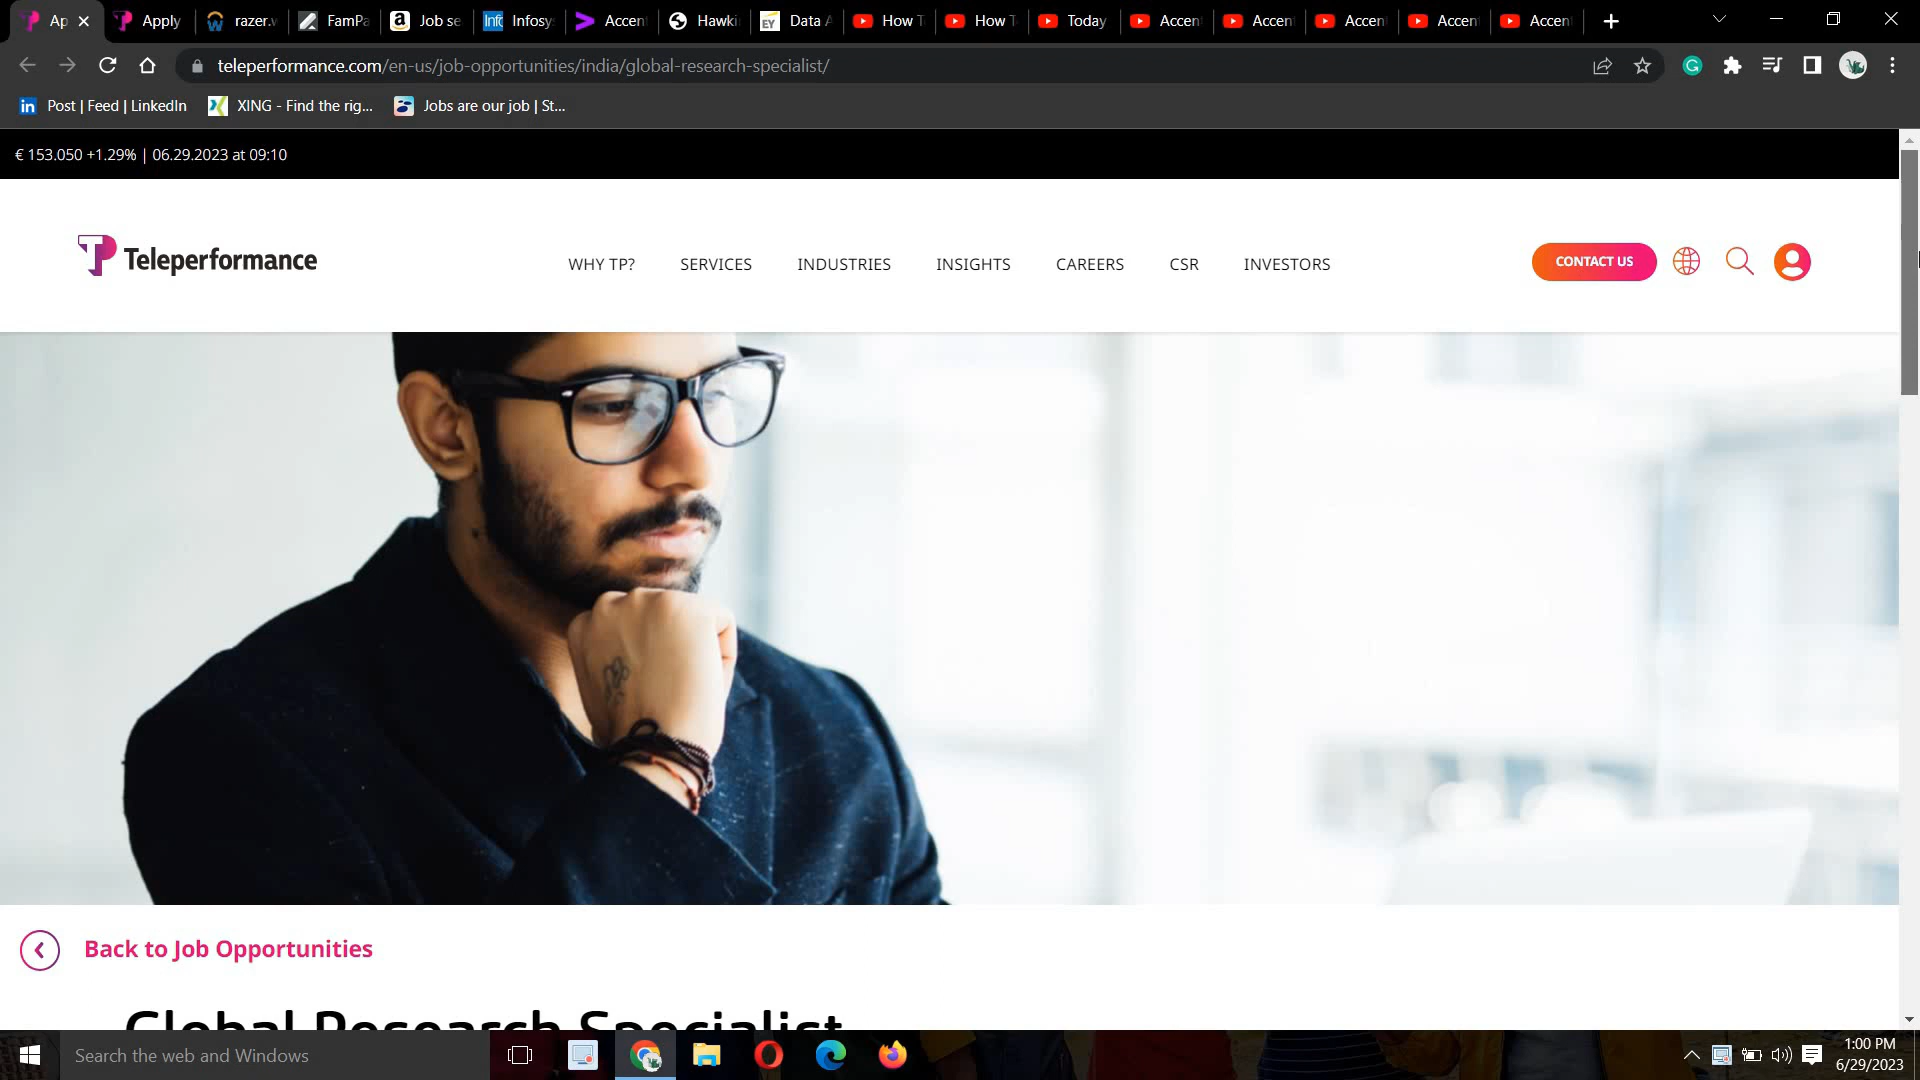 Ap
Apply
razer.w
FamPa
Job se
Infosy
Accen
Hawki
Data A
How T
How T
Today
Accen
Accen
Accen
Accen
Accen
teleperformance.com/en-us/job-opportunities/india/global-research-specialist/
Post | Feed | LinkedIn
XING - Find the rig...
Jobs are our job | St...
€ 153.050 +1.29% | 06.29.2023 at 09:10
Teleperformance
WHY TP?
SERVICES
INDUSTRIES
INSIGHTS
CAREERS
CSR
INVESTORS
CONTACT US
Back to Job Opportunities
Global Research Specialist
Search the web and Windows
1:00 PM
6/29/2023